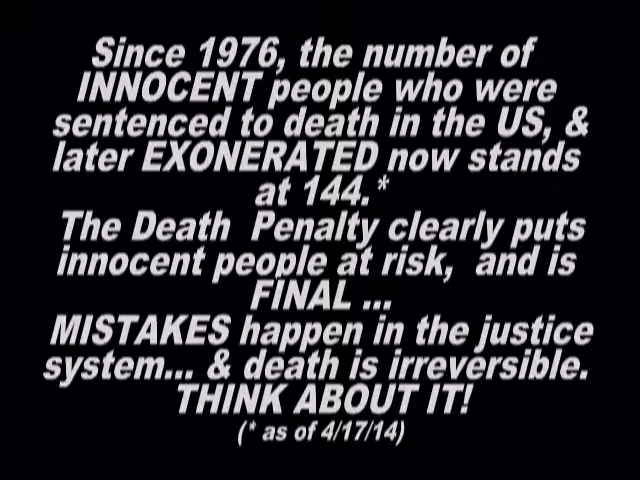 Since 1976, the number of
INNOCENT people who were
sentenced to death in the US, &
later EXONERATED now stands
at 144.*
The Death Penalty clearly puts
innocent people at risk, and is
FINAL ...
MISTAKES happen in the justice
system... & death is irreversible.
THINK ABOUT IT!
(* as of 4/17/14)